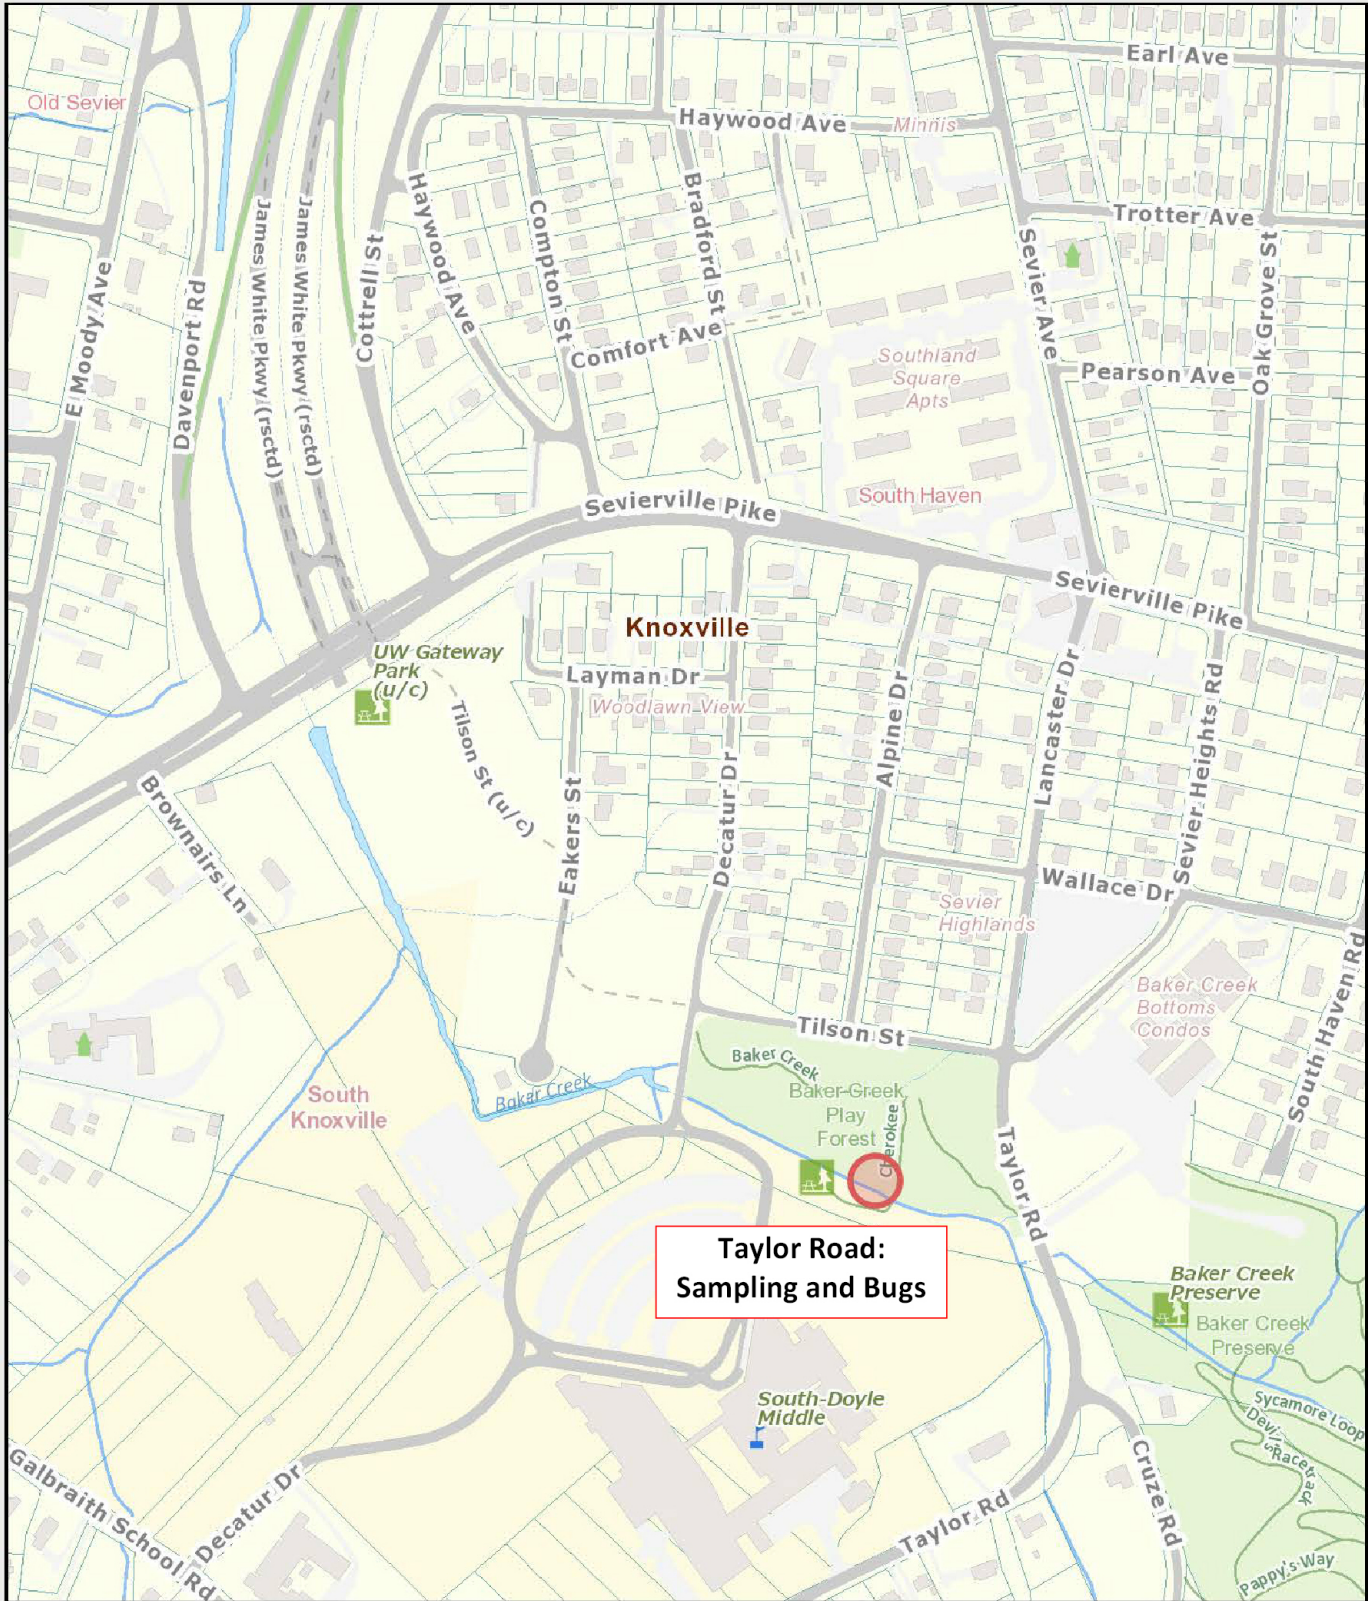 Earl Ave
Old Sevier
Haywood Ave
Minnis
James White Pkwy (rsctd)
James White Pkwy (rsctd)
Haywood Ave
Compton St
Bradford St
Trotter Ave
Cottrell St
Sevier Ave
Oak Grove St
E Moody Ave
Davenport Rd
Comfort Ave
Southland
Square
Apts
Pearson Ave
South Haven
Sevierville Pike
Sevierville Pike
Knoxville
UW Gateway
Park
(u/c)
Layman Dr
Woodlawn View
Tilson St (u/c)
Alpine Dr
Lancaster Dr
Sevier Heights Rd
Brownairs Ln
Eakers St
Decatur Dr
Wallace Dr
Sevier
Highlands
South Haven Rd
Baker Creek
Bottoms
Condos
Tilson St
Baker Creek
Baker Creek
South
Knoxville
Baker Creek
Play
Forest
Cherokee
Taylor Rd
Taylor Road:
Sampling and Bugs
Baker Creek
Preserve
Baker Creek
Preserve
South-Doyle
Middle
Sycamore Loop
Devil's Racetrack
Galbraith School Rd
Decatur Dr
Taylor Rd
Cruze Rd
Pappy's Way